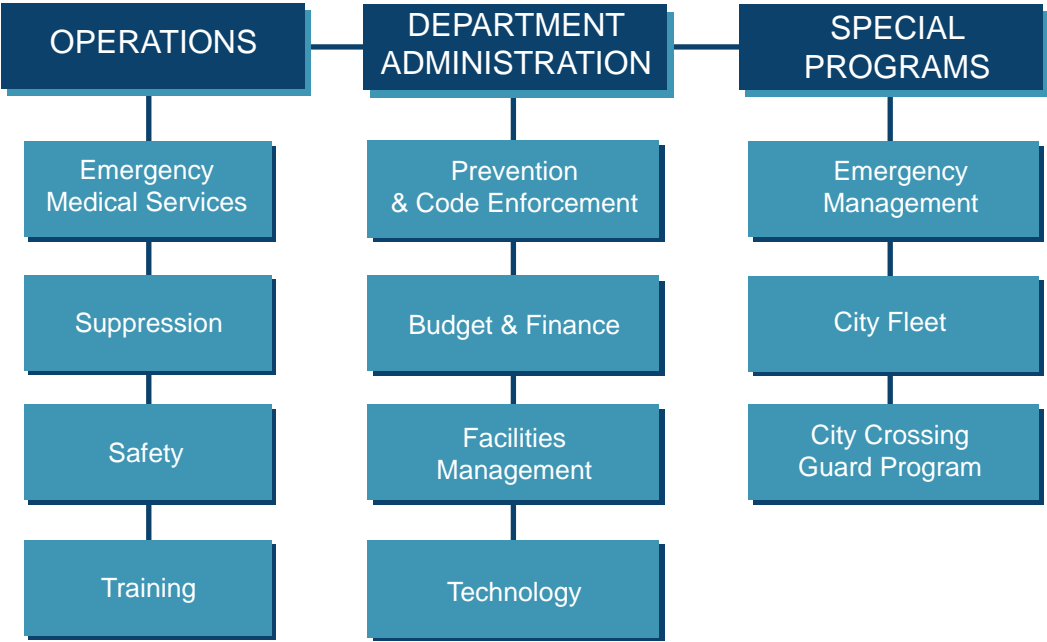 OPERATIONS
Emergency
Medical Services
Suppression
Safety
Training
DEPARTMENT
ADMINISTRATION
Prevention
& Code Enforcement
Budget & Finance
Facilities
Management
Technology
SPECIAL
PROGRAMS
Emergency
Management
City Fleet
City Crossing
Guard Program